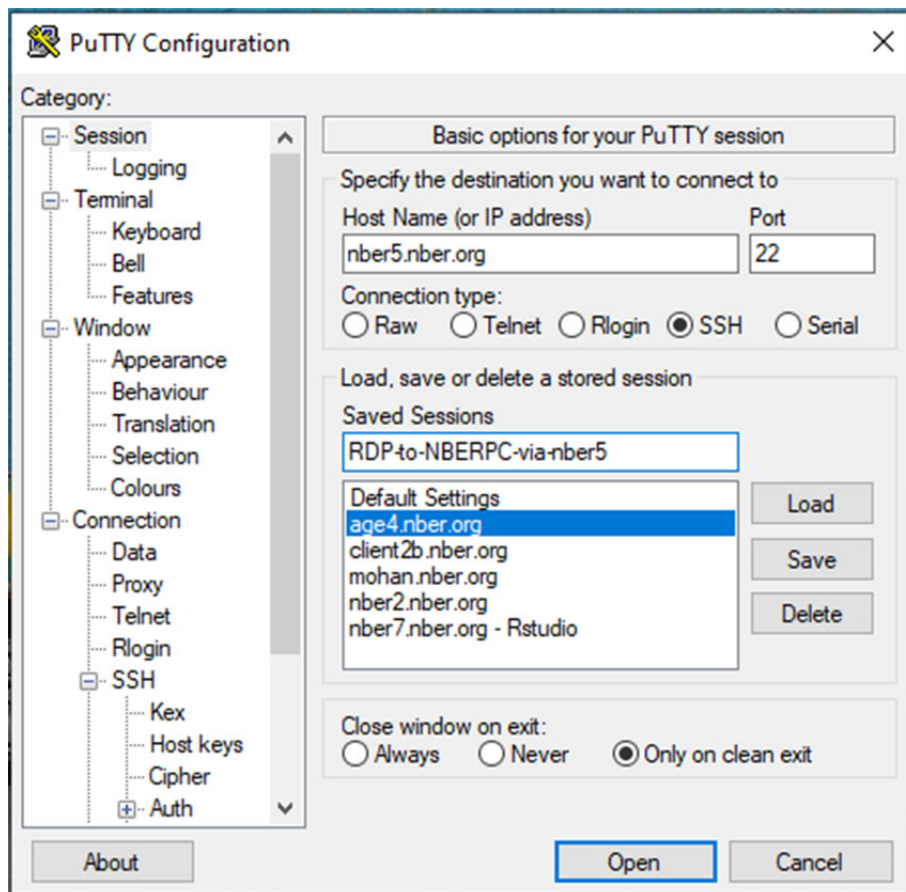 PuTTY Configuration
Category:
Session
Logging
Terminal
Keyboard
Bell
Features
Window
Appearance
Behaviour
Translation
Selection
Colours
Connection
Data
Proxy
Telnet
Rlogin
SSH
Kex
Host keys
Cipher
Auth
Basic options for your PuTTY session
Specify the destination you want to connect to
Host Name (or IP address) Port
nber5.nber.org 22
Connection type:
Raw Telnet Rlogin SSH Serial
Load, save or delete a stored session
Saved Sessions
RDP-to-NBERPC-via-nber5
Default Settings
age4.nber.org
client2b.nber.org
mohan.nber.org
nber2.nber.org
nber7.nber.org - Rstudio
Load
Save
Delete
Close window on exit:
Always Never Only on clean exit
About Open Cancel